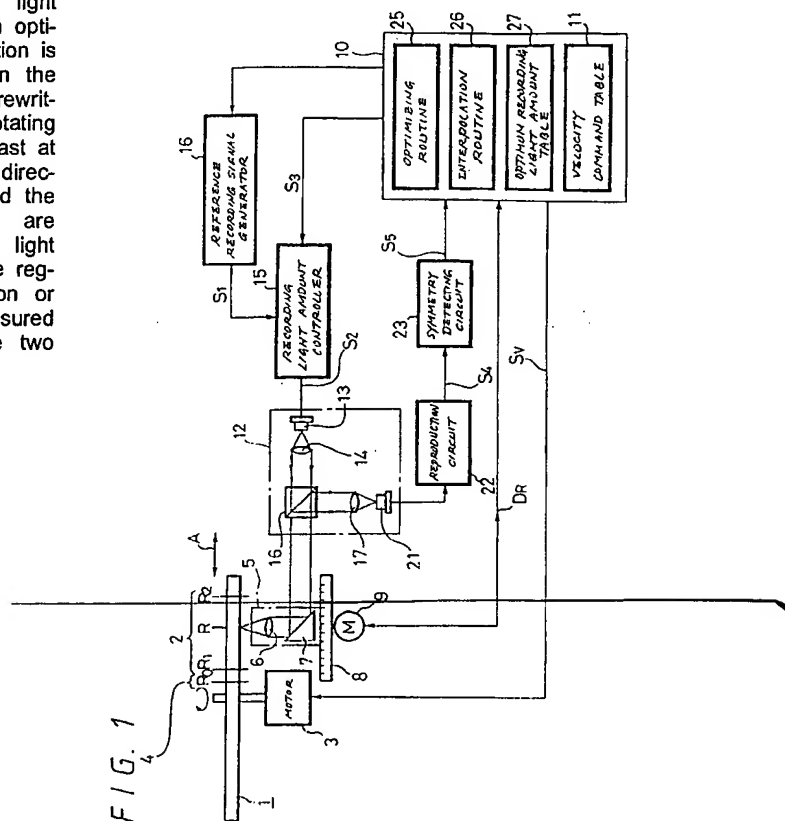 light
opti-
tion is
n the
rewrit-
otating
ast at
direc-
d the
are
light
e reg-
on or
sured
e two
FIG. 1
REFERENCE
RECORDING SIGNAL
GENERATOR
16
S1
S3
RECORDING
LIGHT AMOUNT
CONTROLLER
15
S2
10
25
OPTIMIZING
ROUTINE
26
INTERPOLATION
ROUTINE
27
OPTIMUM RECORDING
LIGHT AMOUNT
TABLE
11
VELOCITY
COMMAND TABLE
S5
SYMMETRY
DETECTING
CIRCUIT
23
S4
REPRODUCTION
CIRCUIT
22
SV
DR
12
13
14
16
17
21
A
2
R2
R
R1
R0
4
5
6
7
8
9
M
MOTOR
3
1